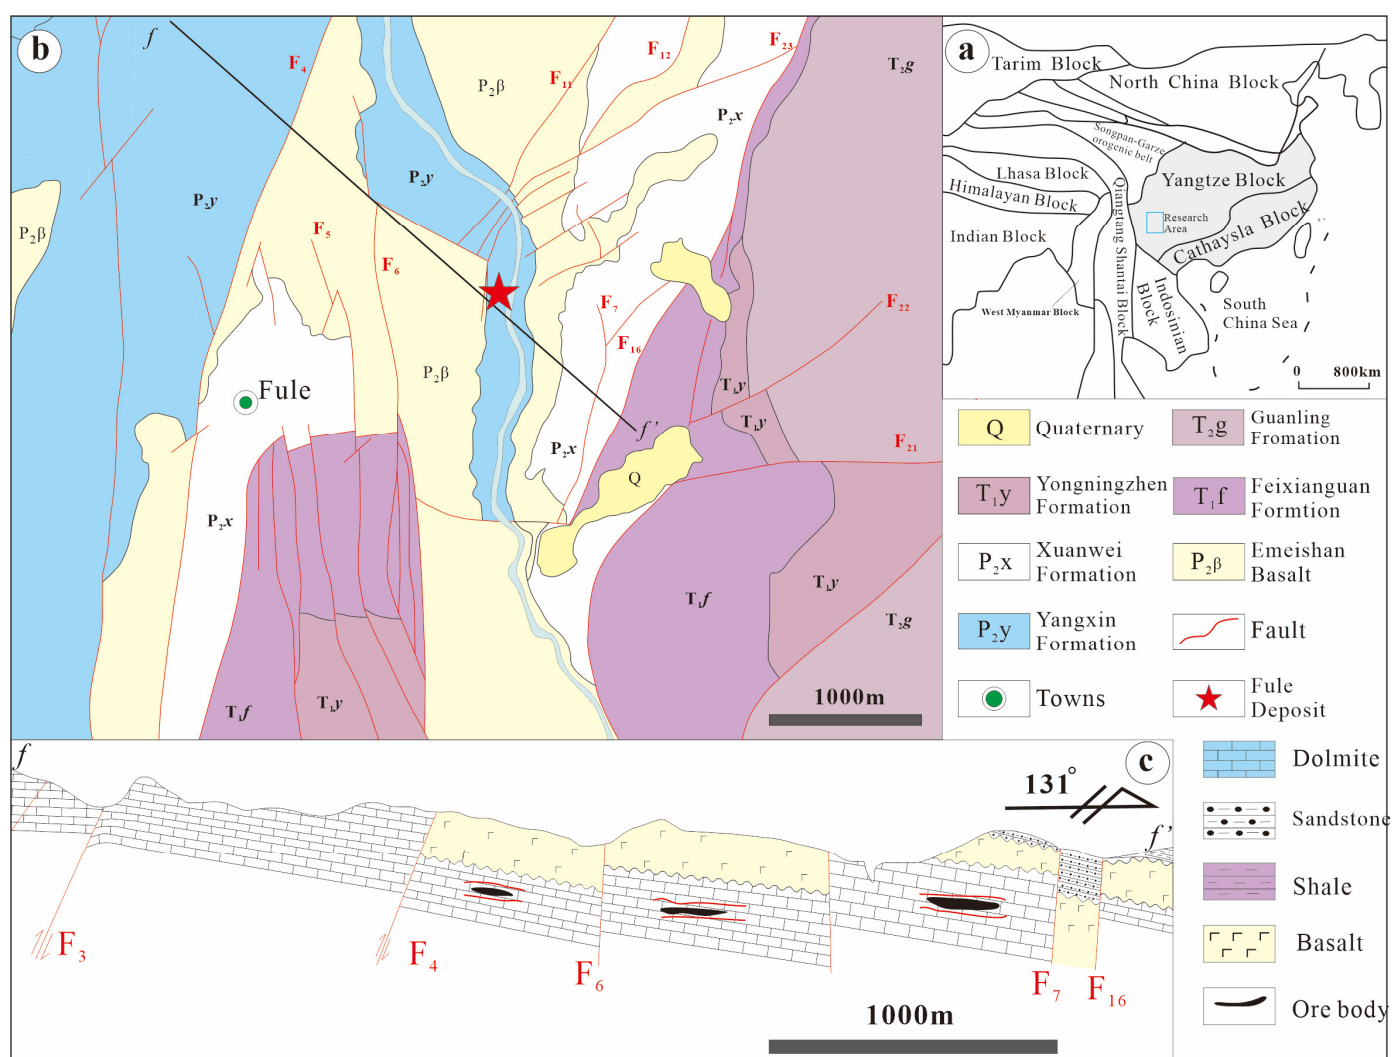 b
f
F4
F11
F12
F23
T2g
P2β
P2x
P2y
P2y
P2β
F5
F6
F7
F16
F22
Fule
P2β
T1y
T1y
f'
F21
P2x
Q
P2x
T1f
T1y
T2g
T1f
T1y
1000m
a
Tarim Block
North China Block
Songpan-Garze
orogenic belt
Lhasa Block
Himalayan Block
Yangtze Block
Qiangtang Shantai Block
Research
Area
Cathaysla Block
Indian Block
Indosinian
Block
West Myanmar Block
South
China Sea
0 800km
Q Quaternary
T2g Guanling
Fromation
T1y Yongningzhen
Formation
T1f Feixianguan
Formtion
P2x Xuanwei
Formation
P2β Emeishan
Basalt
P2y Yangxin
Formation
Fault
Towns
Fule
Deposit
Dolmite
Sandstone
Shale
Basalt
Ore body
f
c
131°
f'
F3
F4
F6
F7
F16
1000m